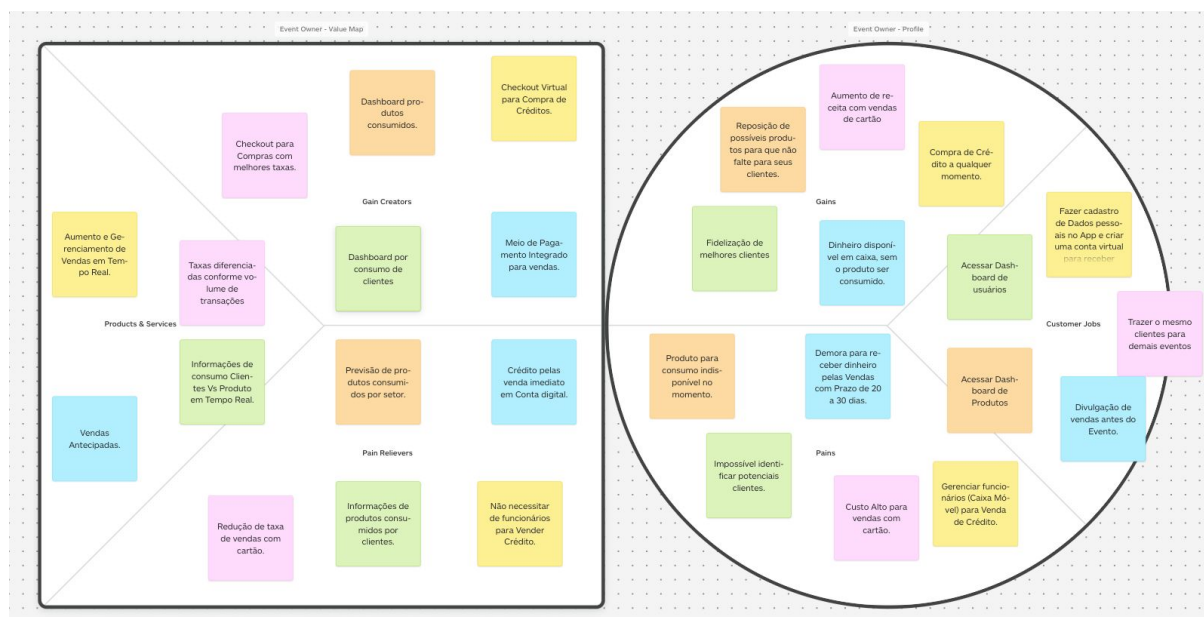 Event Owner - Value Map
Checkout Virtual
para Compra de
Créditos.
Dashboard pro-
dutos
consumidos.
Checkout para
Compras com
melhores taxas.
Gain Creators
Aumento e Ge-
renciamento de
Vendas em Tem-
po Real.
Taxas diferencia-
das conforme vo-
lume de
transações
Dashboard por
consumo de
clientes
Meio de Paga-
mento Integrado
para vendas.
Products & Services
Informações de
consumo Clien-
tes Vs Produto
em Tempo Real.
Previsão de pro-
dutos consumi-
dos por setor.
Crédito pelas
venda imediato
em Conta digital.
Vendas
Antecipadas.
Pain Relievers
Redução de taxa
de vendas com
cartão.
Informações de
produtos consu-
midos por
clientes.
Não necessitar
de funcionários
para Vender
Crédito.
Event Owner - Profile
Aumento de re-
ceita com vendas
de cartão
Reposição de
possíveis produ-
tos para que não
falte para seus
clientes.
Compra de Cré-
dito a qualquer
momento.
Gains
Fazer cadastro
de Dados pesso-
ais no App e criar
uma conta virtual
para receber
Fidelização de
melhores clientes
Dinheiro disponí-
vel em caixa, sem
o produto ser
consumido.
Acessar Dash-
board de
usuários
Customer Jobs
Trazer o mesmo
clientes para
demais eventos
Produto para
consumo indis-
ponível no
momento.
Demora para re-
ceber dinheiro
pelas Vendas
com Prazo de 20
a 30 dias.
Acessar Dash-
board de
Produtos
Divulgação de
vendas antes do
Evento.
Pains
Impossível identi-
ficar potenciais
clientes.
Custo Alto para
vendas com
cartão.
Gerenciar funcio-
nários (Caixa Mó-
vel) para Venda
de Crédito.